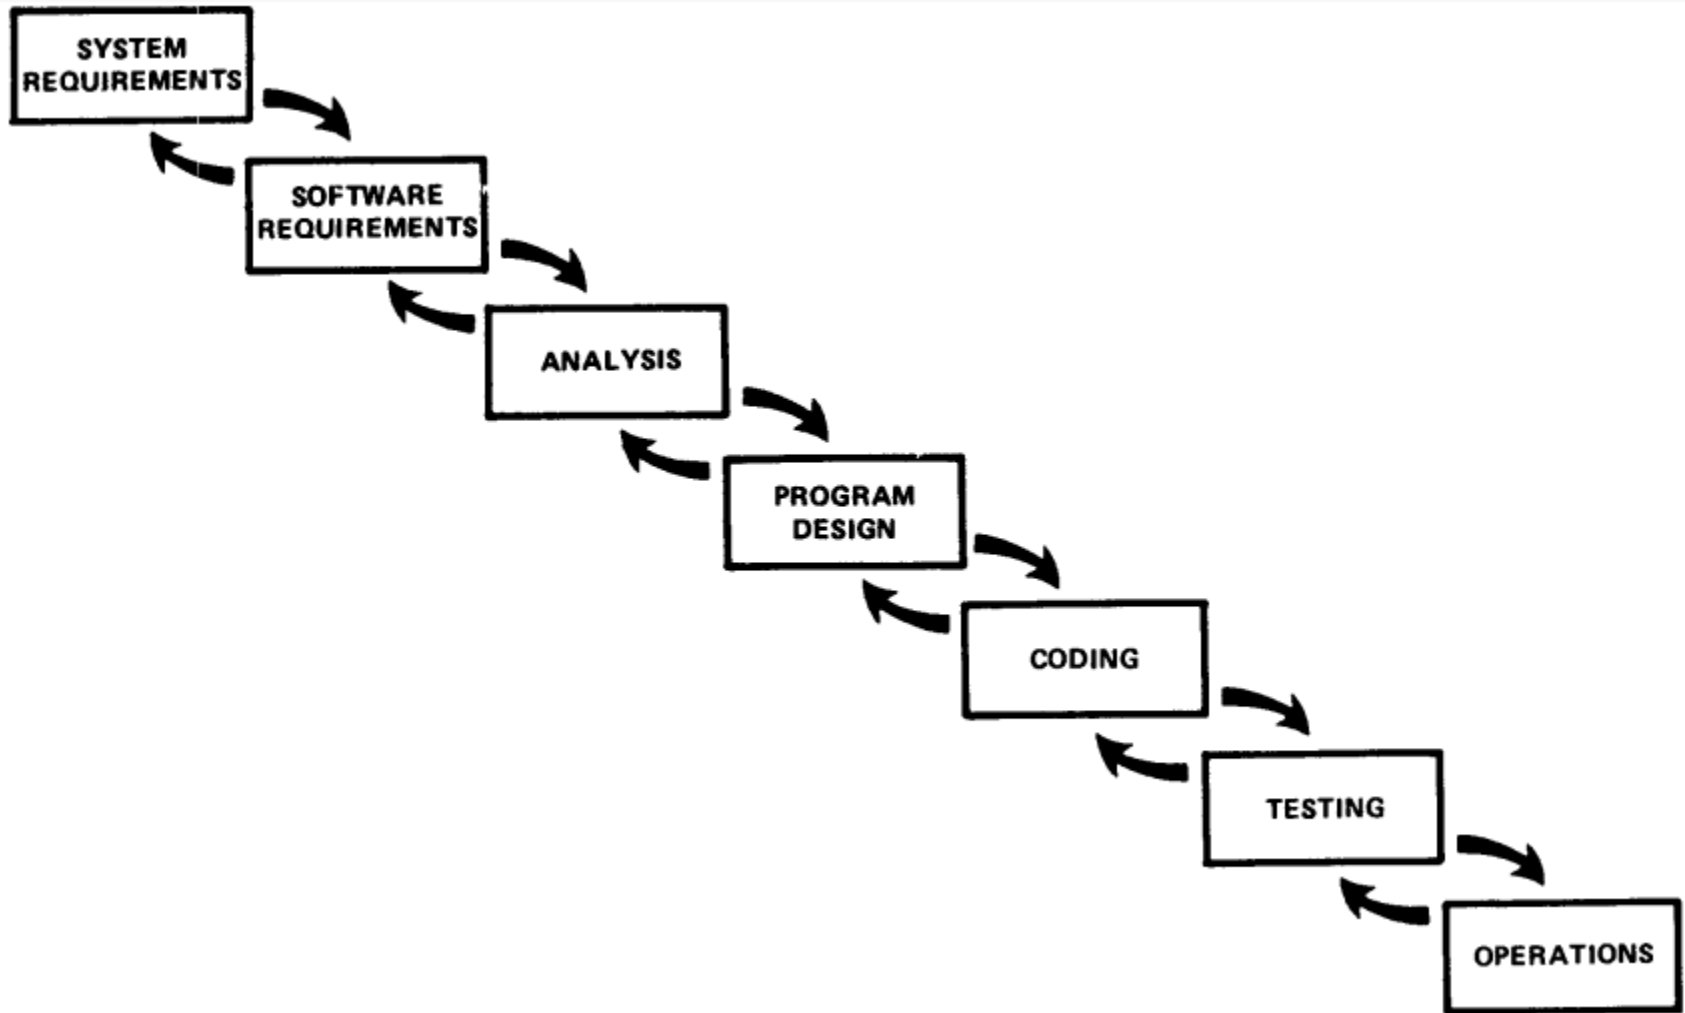 SYSTEM
REQUIREMENTS
SOFTWARE
REQUIREMENTS
ANALYSIS
PROGRAM
DESIGN
CODING
TESTING
OPERATIONS